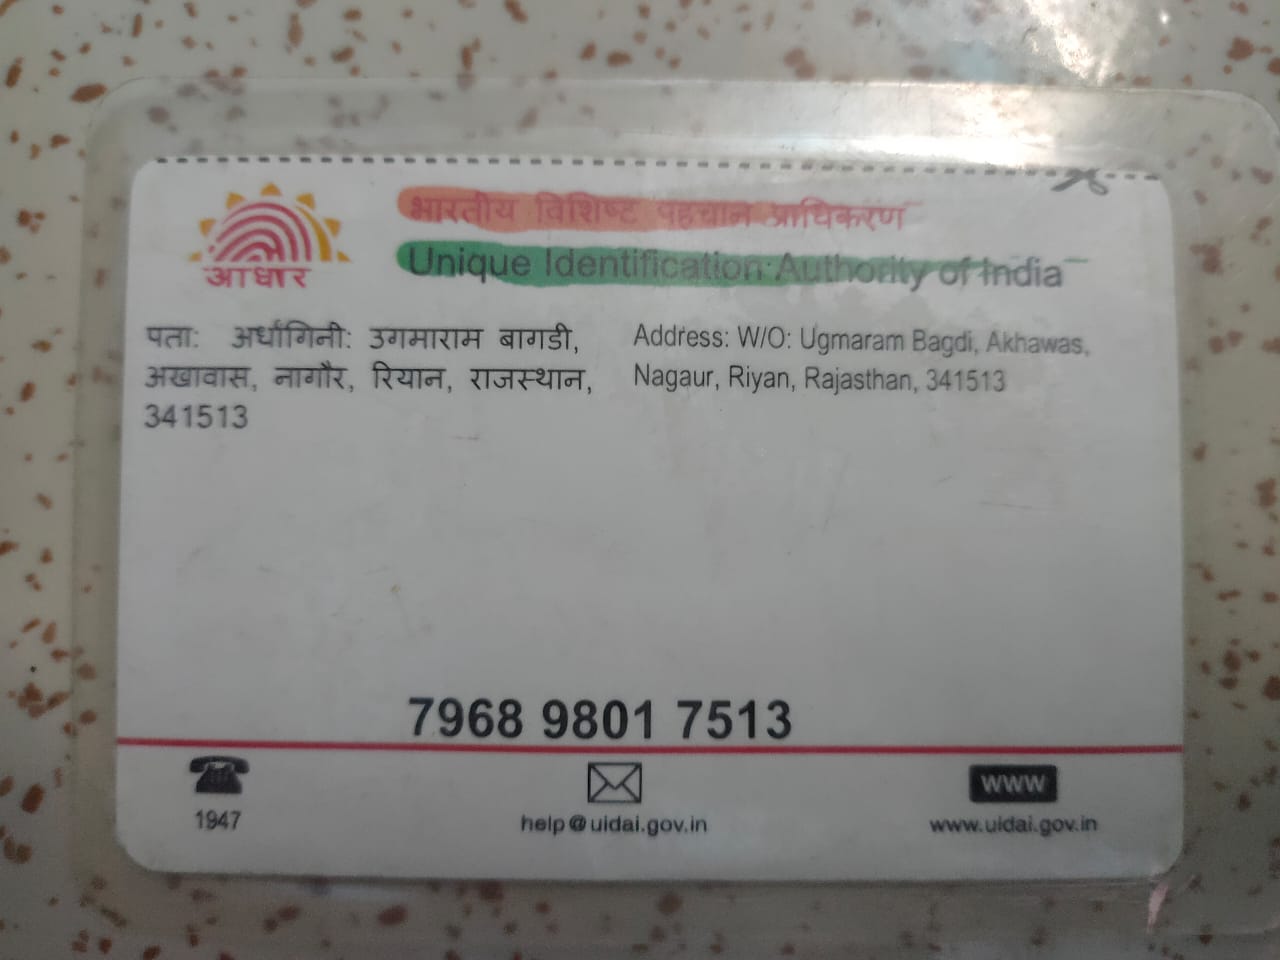 भारतीय विशिष्ट पहचान प्राधिकरण
Unique Identification Authority of India
आधार
पता: अर्धांगिनी: उगमाराम बागडी,
अखावास, नागौर, रियान, राजस्थान,
341513
Address: W/O: Ugmaram Bagdi, Akhawas,
Nagaur, Riyan, Rajasthan, 341513
7968 9801 7513
1947
help@uidai.gov.in
www
www.uidai.gov.in